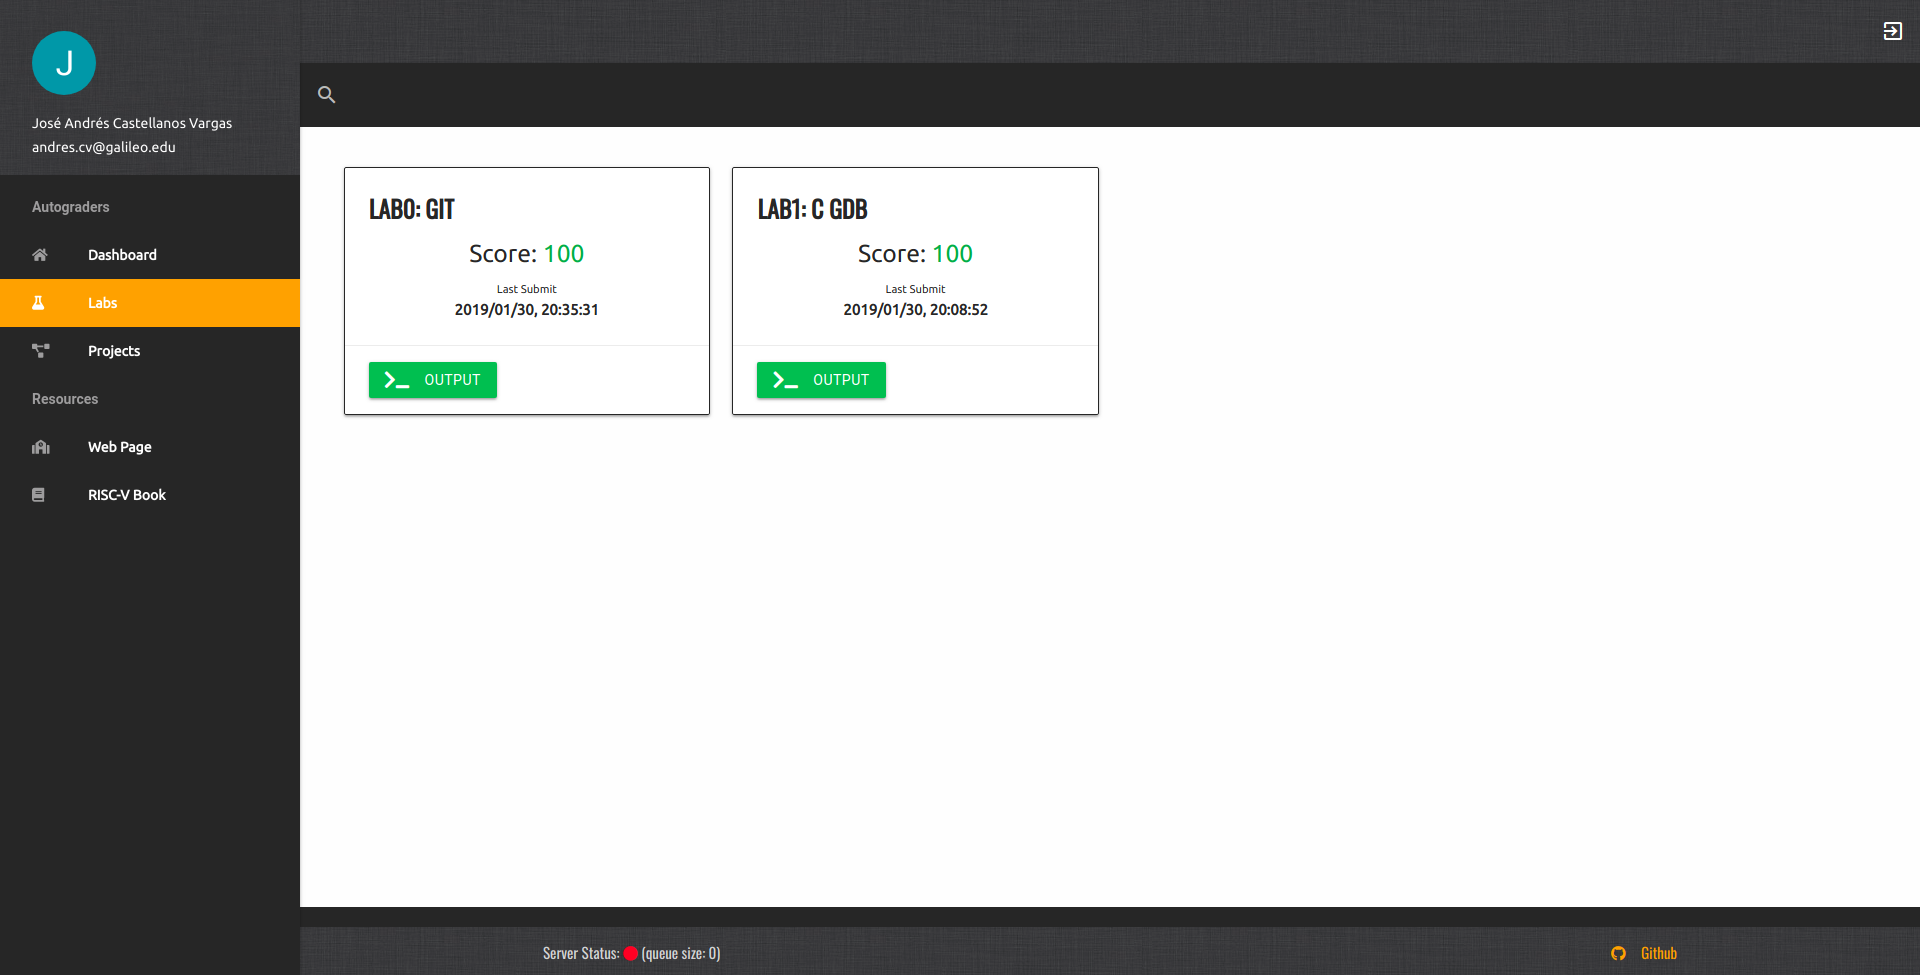 J
José Andrés Castellanos Vargas
andres.cv@galileo.edu
Autograders
Dashboard
Labs
Projects
Resources
Web Page
RISC-V Book
LAB0: GIT
Score: 100
Last Submit
2019/01/30, 20:35:31
OUTPUT
LAB1: C GDB
Score: 100
Last Submit
2019/01/30, 20:08:52
OUTPUT
Server Status: (queue size: 0)
Github